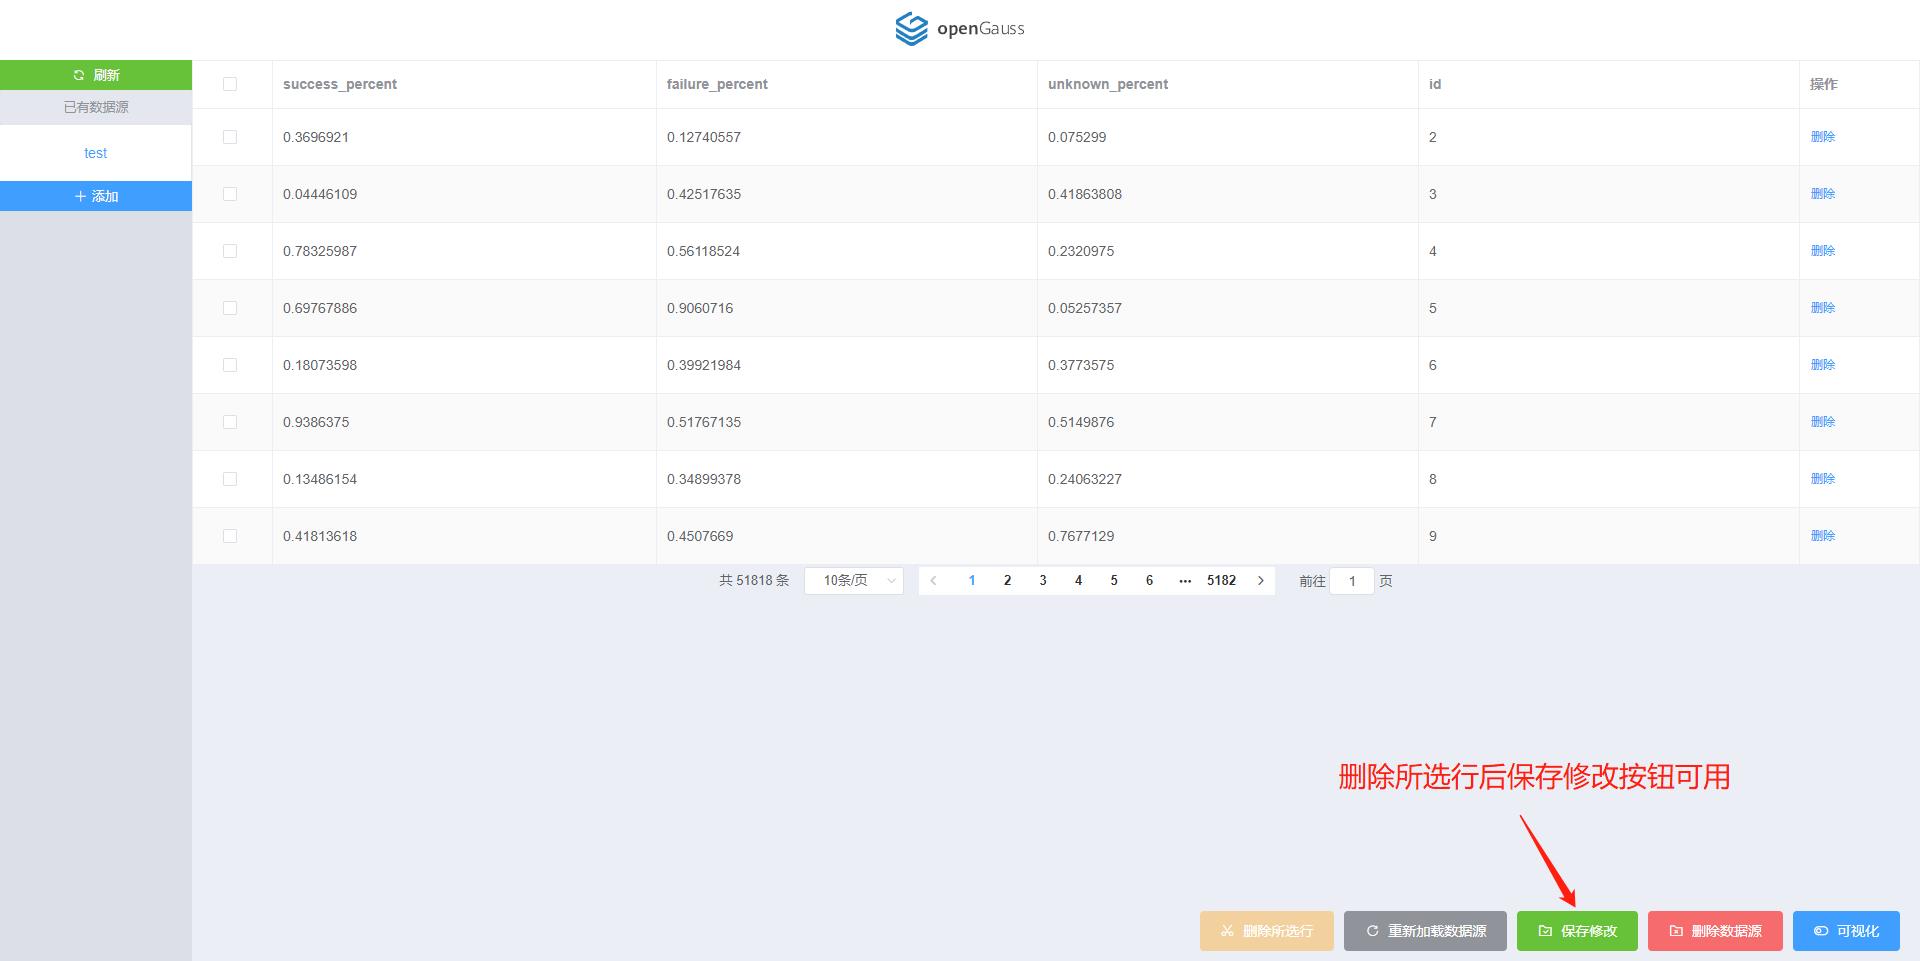 openGauss
刷新
已有数据源
test
添加
success_percent failure_percent unknown_percent id 操作
0.3696921 0.12740557 0.075299 2 删除
0.04446109 0.42517635 0.41863808 3 删除
0.78325987 0.56118524 0.2320975 4 删除
0.69767886 0.9060716 0.05257357 5 删除
0.18073598 0.39921984 0.3773575 6 删除
0.9386375 0.51767135 0.5149876 7 删除
0.13486154 0.34899378 0.24063227 8 删除
0.41813618 0.4507669 0.7677129 9 删除
共 51818 条 10条/页 1 2 3 4 5 6 ••• 5182 前往 1 页
删除所选行后保存修改按钮可用
删除所选行 重新加载数据源 保存修改 删除数据源 可视化